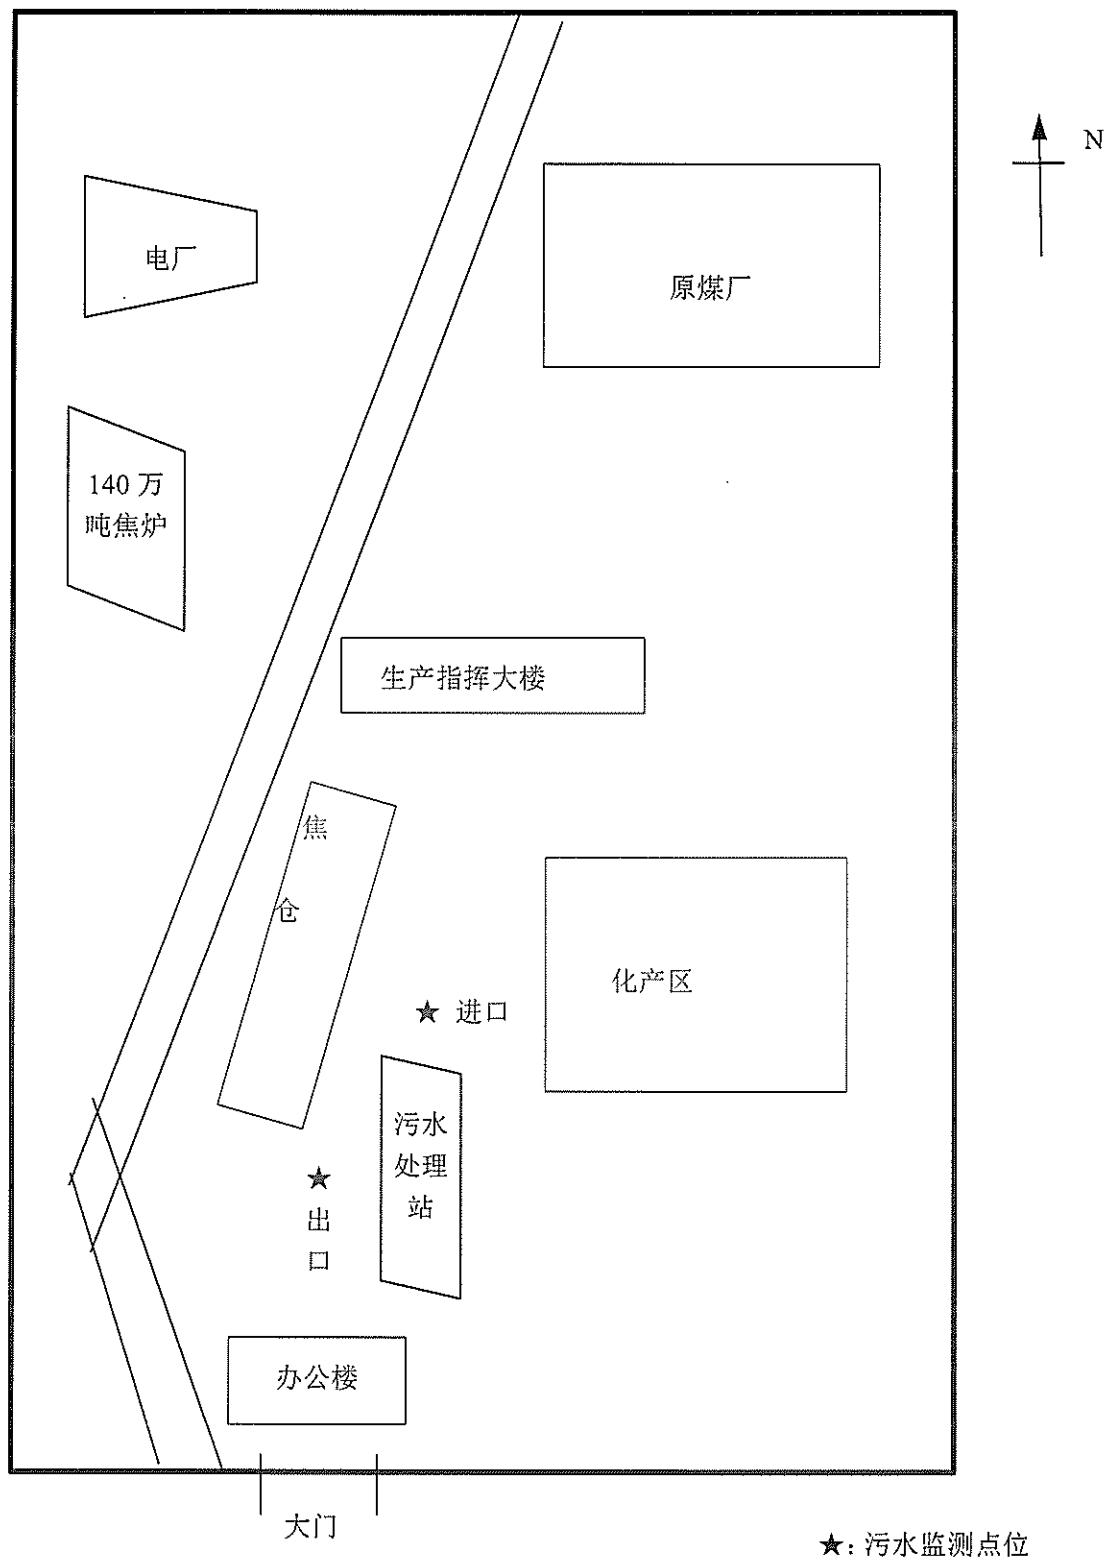 N
电厂
原煤厂
140 万
吨焦炉
生产指挥大楼
焦
仓
化产区
★ 进口
污水
处理
站
★
出
口
办公楼
大门
★: 污水监测点位